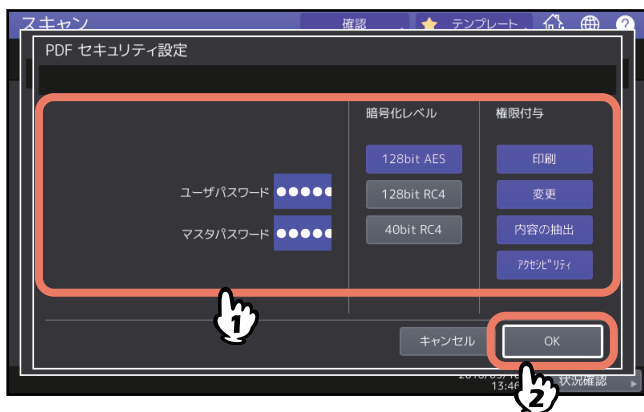 スキャン
確認
テンプレート
?
PDF セキュリティ設定
暗号化レベル
権限付与
128bit AES
印刷
ユーザパスワード ●●●●●
128bit RC4
変更
マスタパスワード ●●●●●
40bit RC4
内容の抽出
ｱｸｾｼﾋﾞﾘﾃｨ
1
キャンセル
OK
13:46
状況確認
2